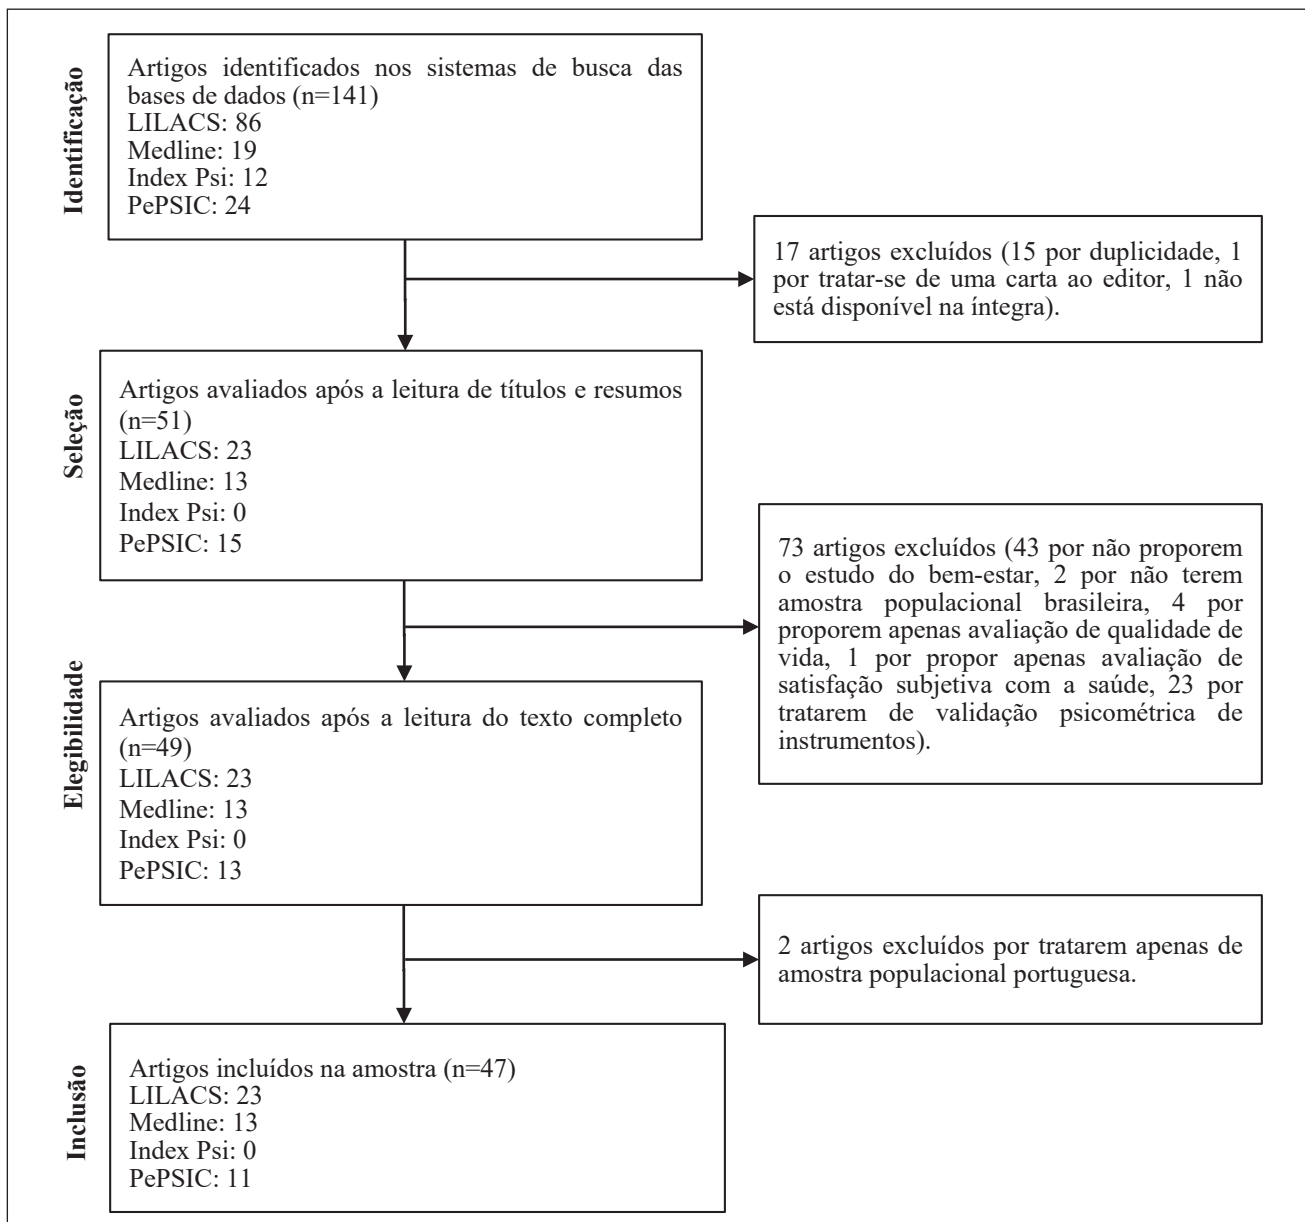 Identificação
Artigos identificados nos sistemas de busca das
bases de dados (n=141)
LILACS: 86
Medline: 19
Index Psi: 12
PePSIC: 24
17 artigos excluídos (15 por duplicidade, 1
por tratar-se de uma carta ao editor, 1 não
está disponível na íntegra).
Seleção
Artigos avaliados após a leitura de títulos e resumos
(n=51)
LILACS: 23
Medline: 13
Index Psi: 0
PePSIC: 15
73 artigos excluídos (43 por não proporem
o estudo do bem-estar, 2 por não terem
amostra populacional brasileira, 4 por
proporem apenas avaliação de qualidade de
vida, 1 por propor apenas avaliação de
satisfação subjetiva com a saúde, 23 por
tratarem de validação psicométrica de
instrumentos).
Elegibilidade
Artigos avaliados após a leitura do texto completo
(n=49)
LILACS: 23
Medline: 13
Index Psi: 0
PePSIC: 13
2 artigos excluídos por tratarem apenas de
amostra populacional portuguesa.
Inclusão
Artigos incluídos na amostra (n=47)
LILACS: 23
Medline: 13
Index Psi: 0
PePSIC: 11